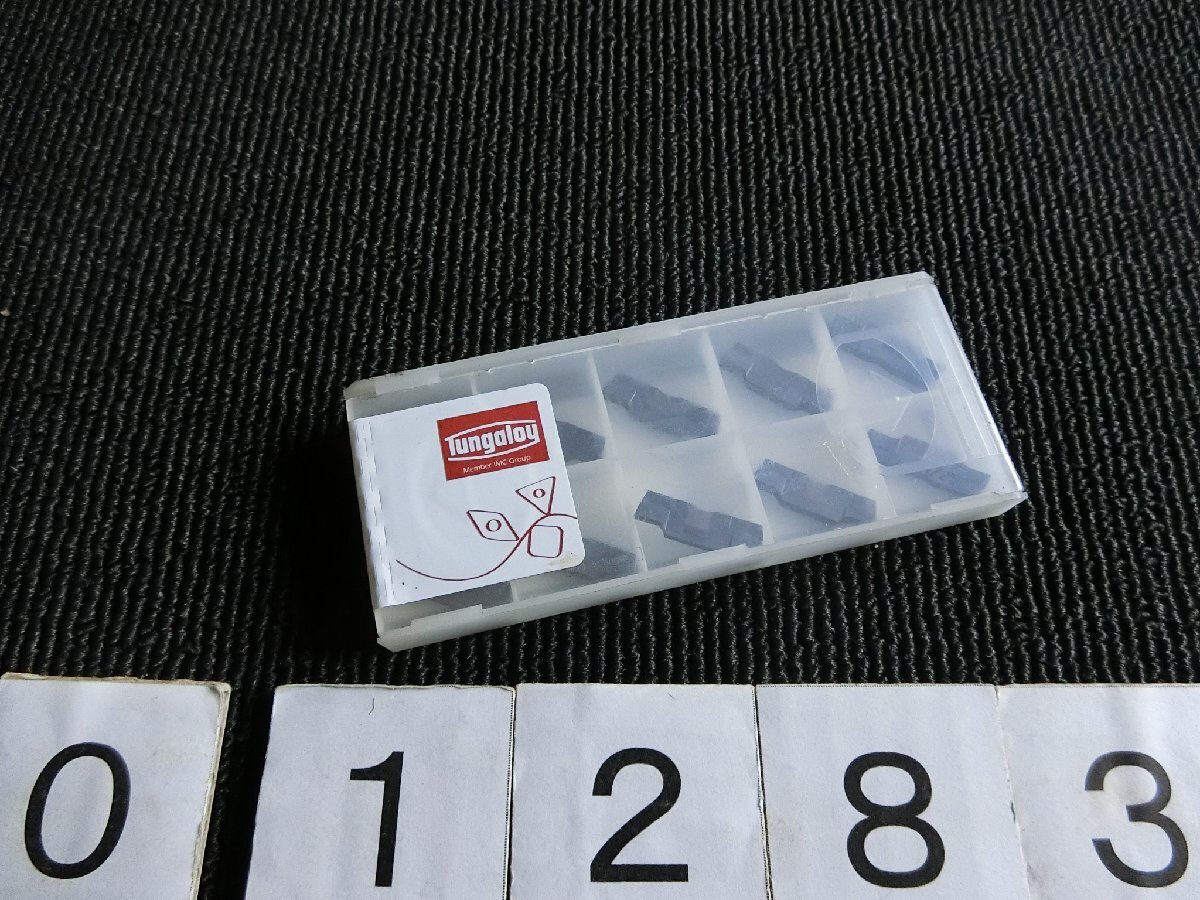 Tungaloy
Member IMC Group
0 1 2 8 3